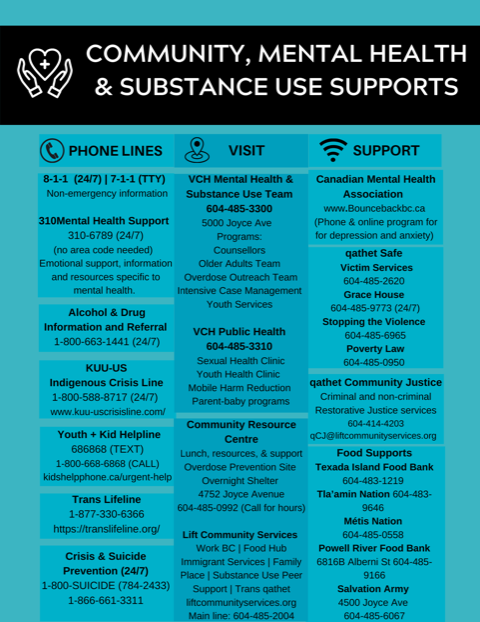 COMMUNITY, MENTAL HEALTH
& SUBSTANCE USE SUPPORTS
PHONE LINES
8-1-1 (24/7) | 7-1-1 (TTY)
Non-emergency information
310Mental Health Support
310-6789 (24/7)
(no area code needed)
Emotional support, information
and resources specific to
mental health.
Alcohol & Drug
Information and Referral
1-800-663-1441 (24/7)
KUU-US
Indigenous Crisis Line
1-800-588-8717 (24/7)
www.kuu-uscrisisline.com/
Youth + Kid Helpline
686868 (TEXT)
1-800-668-6868 (CALL)
kidshelpphone.ca/urgent-help
Trans Lifeline
1-877-330-6366
https://translifeline.org/
Crisis & Suicide
Prevention (24/7)
1-800-SUICIDE (784-2433)
1-866-661-3311
VISIT
VCH Mental Health &
Substance Use Team
604-485-3300
5000 Joyce Ave
Programs:
Counsellors
Older Adults Team
Overdose Outreach Team
Intensive Case Management
Youth Services
VCH Public Health
604-485-3310
Sexual Health Clinic
Youth Health Clinic
Mobile Harm Reduction
Parent-baby programs
Community Resource
Centre
Lunch, resources, & support
Overdose Prevention Site
Overnight Shelter
4752 Joyce Avenue
604-485-0992 (Call for hours)
Lift Community Services
Work BC | Food Hub
Immigrant Services | Family
Place | Substance Use Peer
Support | Trans qathet
liftcommunityservices.org
Main line: 604-485-2004
SUPPORT
Canadian Mental Health
Association
www.Bouncebackbc.ca
(Phone & online program for
for depression and anxiety)
qathet Safe
Victim Services
604-485-2620
Grace House
604-485-9773 (24/7)
Stopping the Violence
604-485-6965
Poverty Law
604-485-0950
qathet Community Justice
Criminal and non-criminal
Restorative Justice services
604-414-4203
qCJ@liftcommunityservices.org
Food Supports
Texada Island Food Bank
604-483-1219
Tla'amin Nation 604-483-
9646
Métis Nation
604-485-0558
Powell River Food Bank
6816B Alberni St 604-485-
9166
Salvation Army
4500 Joyce Ave
604-485-6067